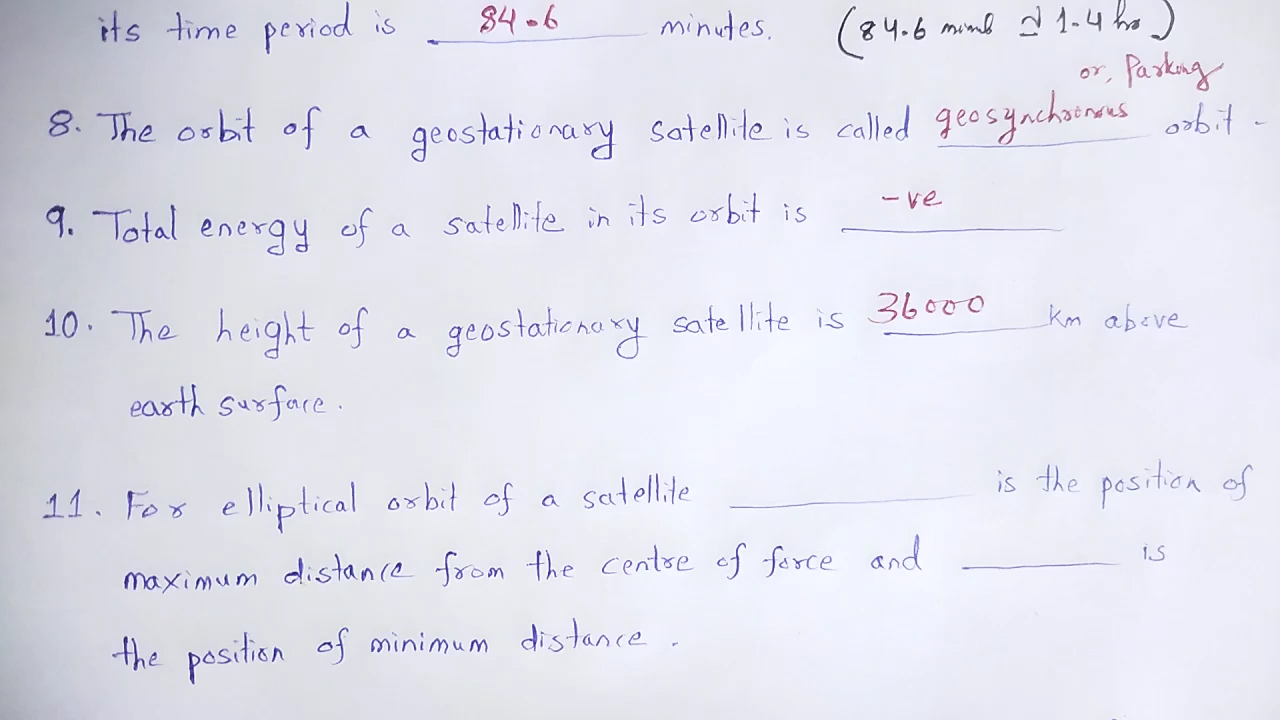 its time period is 84.6 minutes. (84.6 mins ≃ 1.4 hr)
or, Parking
8. The orbit of a geostationary satellite is called geosynchronous orbit -
9. Total energy of a satellite in its orbit is -ve
10. The height of a geostationary satellite is 36000 km above
earth surface.
11. For elliptical orbit of a satellite ________ is the position of
maximum distance from the centre of force and ________ is
the position of minimum distance.